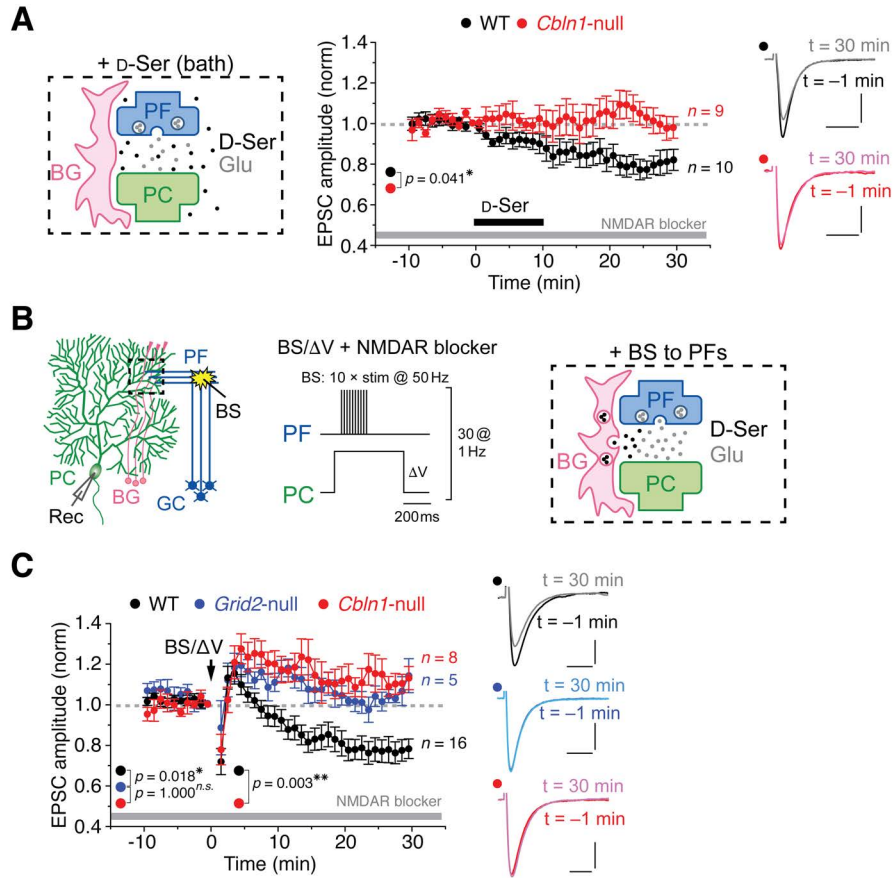 A
+ D-Ser (bath)
BG
PF
PC
D-Ser
Glu
WT
Cbln1-null
EPSC amplitude (norm)
1.4
1.2
1.0
0.8
0.6
0.4
n = 9
n = 10
p = 0.041*
D-Ser
NMDAR blocker
-10 0 10 20 30
Time (min)
t = 30 min
t = –1 min
t = 30 min
t = –1 min
B
PF
BS
PC
BG
GC
Rec
BS/ΔV + NMDAR blocker
BS: 10 × stim @ 50 Hz
PF
PC
ΔV
30 @
1 Hz
200 ms
+ BS to PFs
PF
BG
PC
D-Ser
Glu
C
WT
Grid2-null
Cbln1-null
EPSC amplitude (norm)
1.4
1.2
1.0
0.8
0.6
0.4
BS/ΔV
n = 8
n = 5
n = 16
p = 0.018*
p = 1.000n.s.
p = 0.003**
NMDAR blocker
-10 0 10 20 30
Time (min)
t = 30 min
t = –1 min
t = 30 min
t = –1 min
t = 30 min
t = –1 min